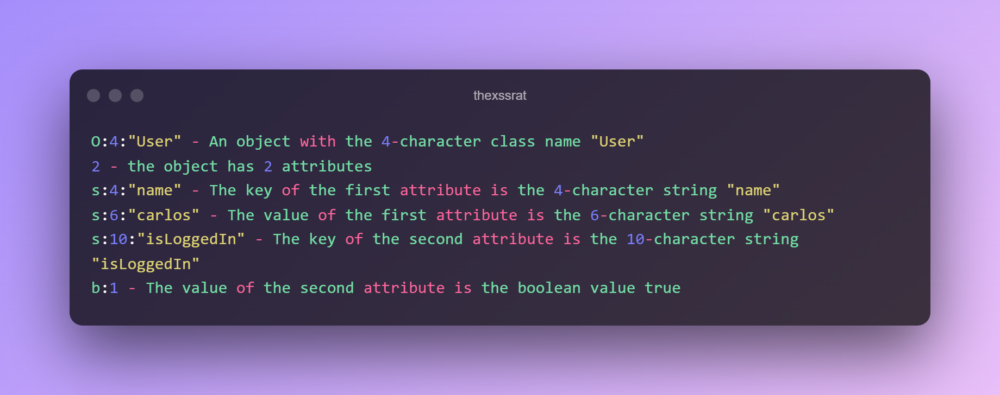 thexssrat
O:4:"User" - An object with the 4-character class name "User"
2 - the object has 2 attributes
s:4:"name" - The key of the first attribute is the 4-character string "name"
s:6:"carlos" - The value of the first attribute is the 6-character string "carlos"
s:10:"isLoggedIn" - The key of the second attribute is the 10-character string
"isLoggedIn"
b:1 - The value of the second attribute is the boolean value true